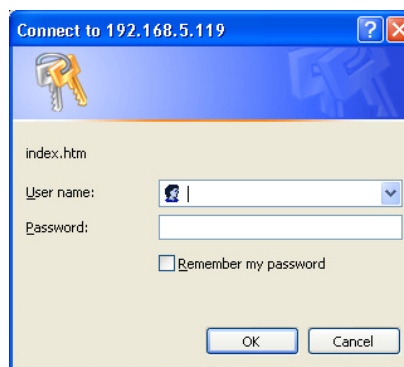 Connect to 192.168.5.119
index.htm
User name:
Password:
Remember my password
OK Cancel